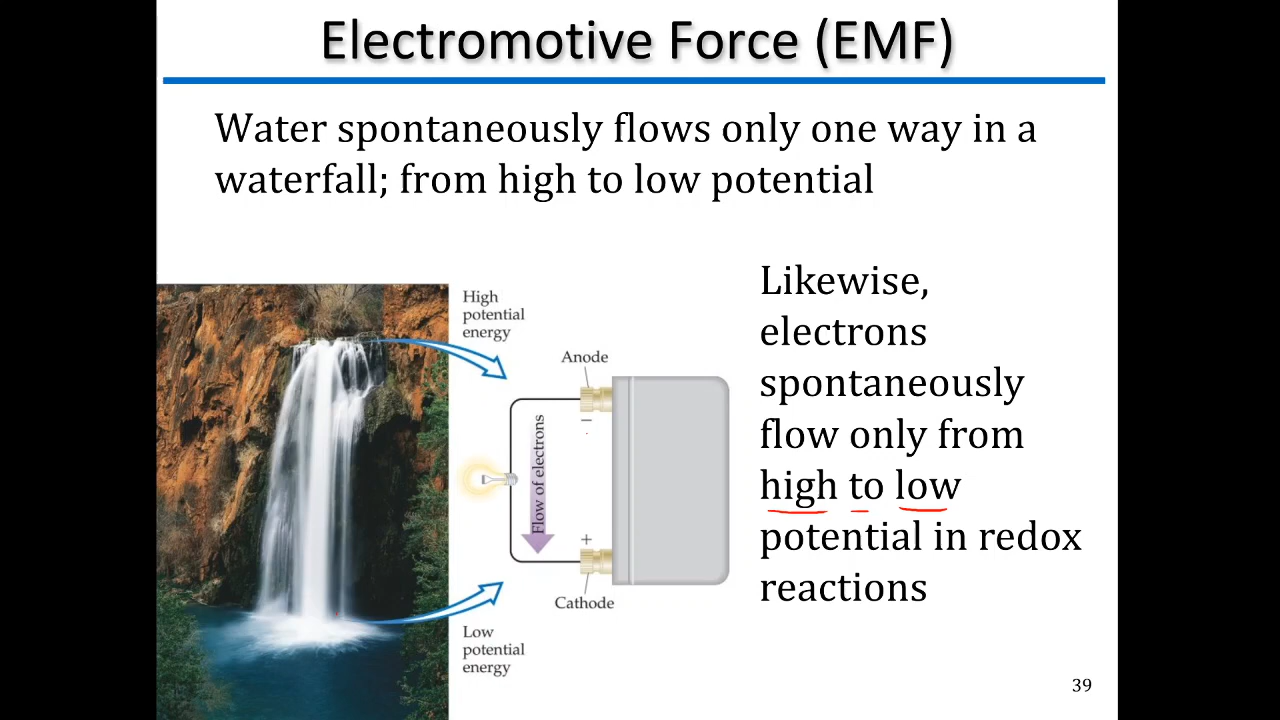 Electromotive Force (EMF)
Water spontaneously flows only one way in a
waterfall; from high to low potential
High
potential
energy
Anode
−
Flow of electrons
+
Cathode
Low
potential
energy
Likewise,
electrons
spontaneously
flow only from
high to low
potential in redox
reactions
39